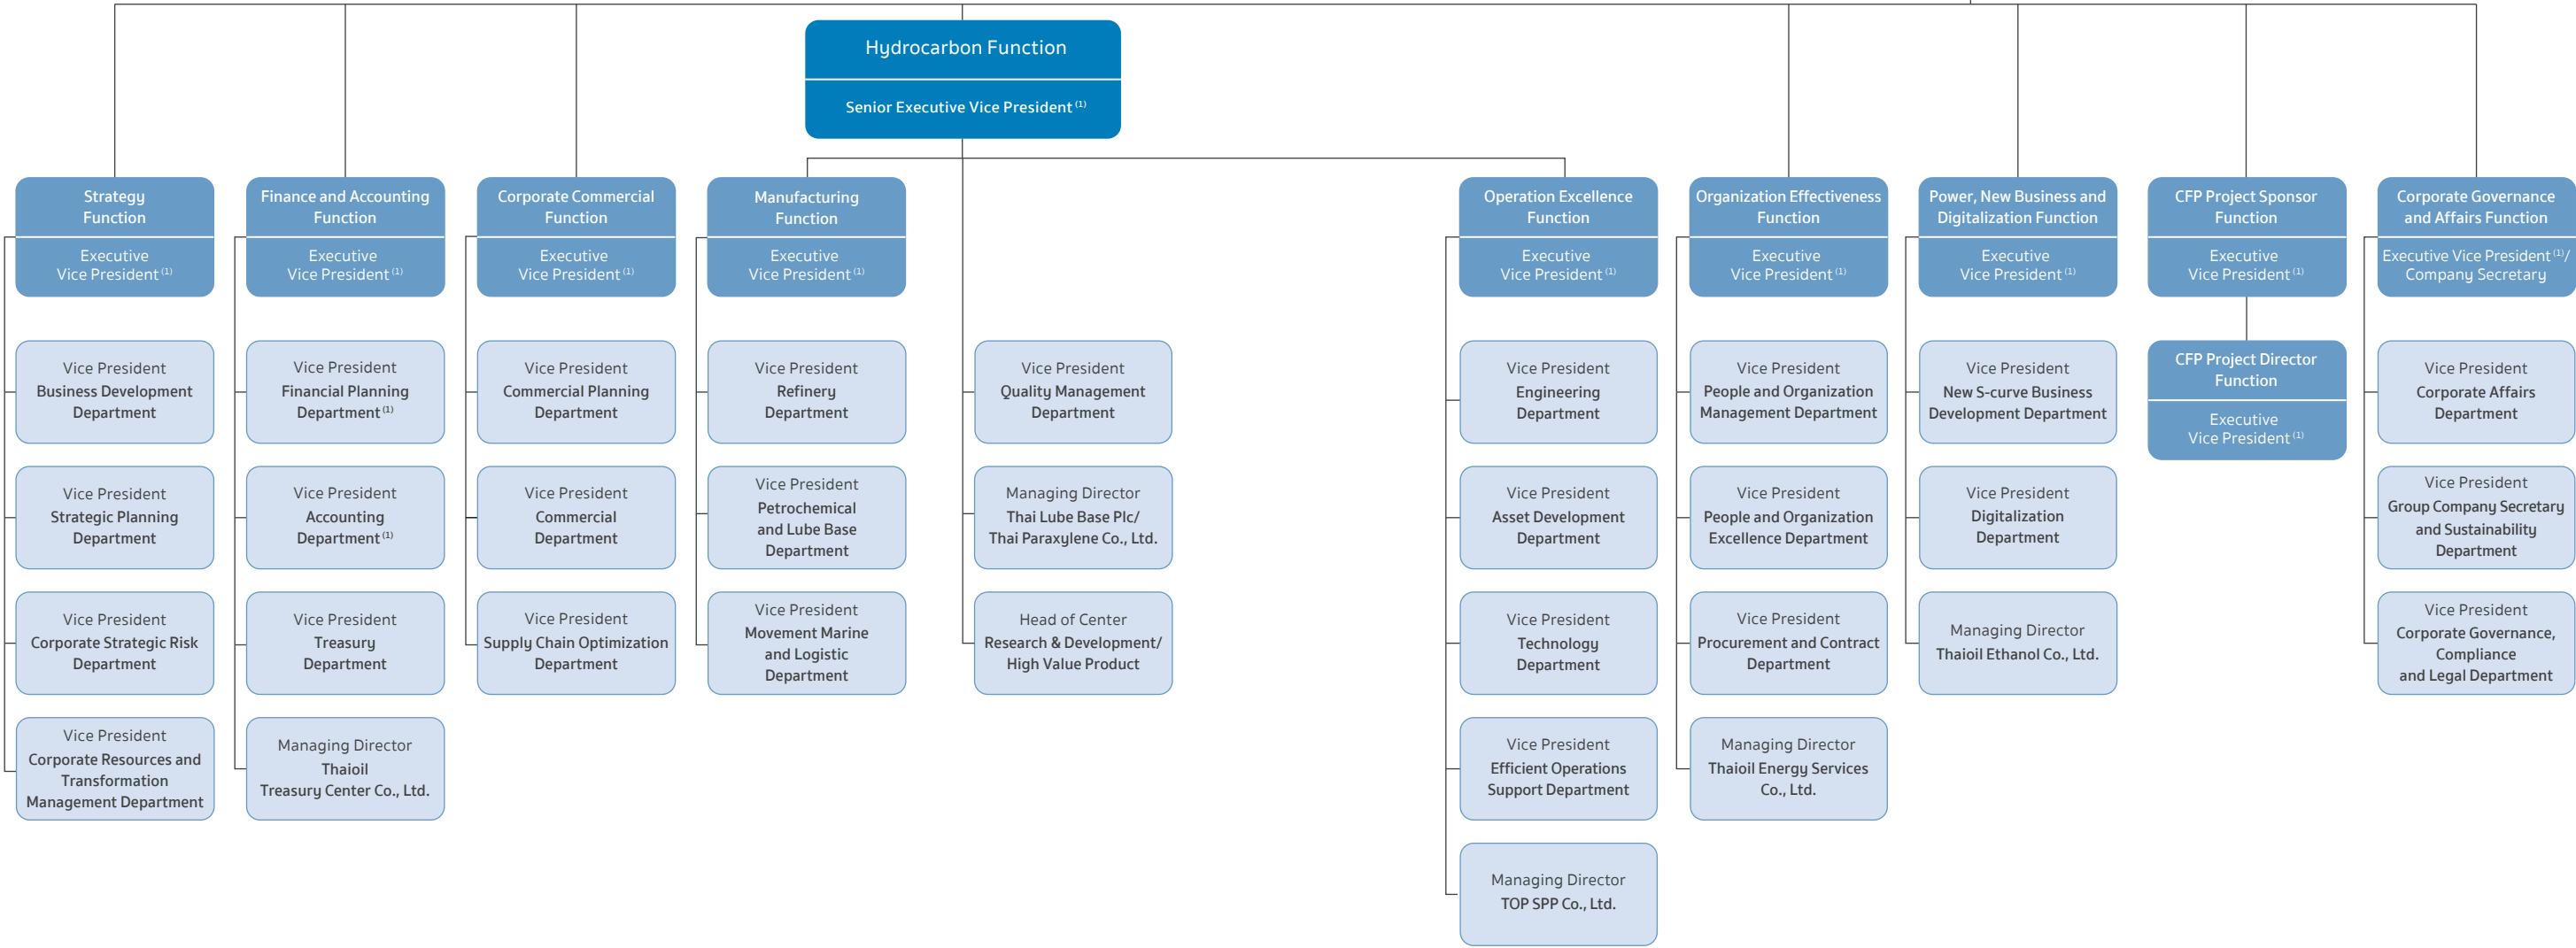 Hydrocarbon Function
Senior Executive Vice President (1)
Strategy
Function
Executive
Vice President (1)
Vice President
Business Development
Department
Vice President
Strategic Planning
Department
Vice President
Corporate Strategic Risk
Department
Vice President
Corporate Resources and
Transformation
Management Department
Finance and Accounting
Function
Executive
Vice President (1)
Vice President
Financial Planning
Department (1)
Vice President
Accounting
Department (1)
Vice President
Treasury
Department
Managing Director
Thaioil
Treasury Center Co., Ltd.
Corporate Commercial
Function
Executive
Vice President (1)
Vice President
Commercial Planning
Department
Vice President
Commercial
Department
Vice President
Supply Chain Optimization
Department
Manufacturing
Function
Executive
Vice President (1)
Vice President
Refinery
Department
Vice President
Petrochemical
and Lube Base
Department
Vice President
Movement Marine
and Logistic
Department
Vice President
Quality Management
Department
Managing Director
Thai Lube Base Plc/
Thai Paraxylene Co., Ltd.
Head of Center
Research & Development/
High Value Product
Operation Excellence
Function
Executive
Vice President (1)
Vice President
Engineering
Department
Vice President
Asset Development
Department
Vice President
Technology
Department
Vice President
Efficient Operations
Support Department
Managing Director
TOP SPP Co., Ltd.
Organization Effectiveness
Function
Executive
Vice President (1)
Vice President
People and Organization
Management Department
Vice President
People and Organization
Excellence Department
Vice President
Procurement and Contract
Department
Managing Director
Thaioil Energy Services
Co., Ltd.
Power, New Business and
Digitalization Function
Executive
Vice President (1)
Vice President
New S-curve Business
Development Department
Vice President
Digitalization
Department
Managing Director
Thaioil Ethanol Co., Ltd.
CFP Project Sponsor
Function
Executive
Vice President (1)
CFP Project Director
Function
Executive
Vice President (1)
Corporate Governance
and Affairs Function
Executive Vice President (1)/
Company Secretary
Vice President
Corporate Affairs
Department
Vice President
Group Company Secretary
and Sustainability
Department
Vice President
Corporate Governance,
Compliance
and Legal Department